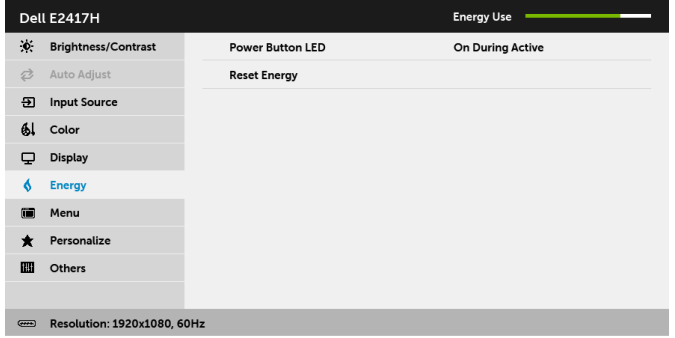 Dell E2417H Energy Use
Brightness/Contrast Power Button LED On During Active
Auto Adjust Reset Energy
Input Source
Color
Display
Energy
Menu
Personalize
Others
Resolution: 1920x1080, 60Hz